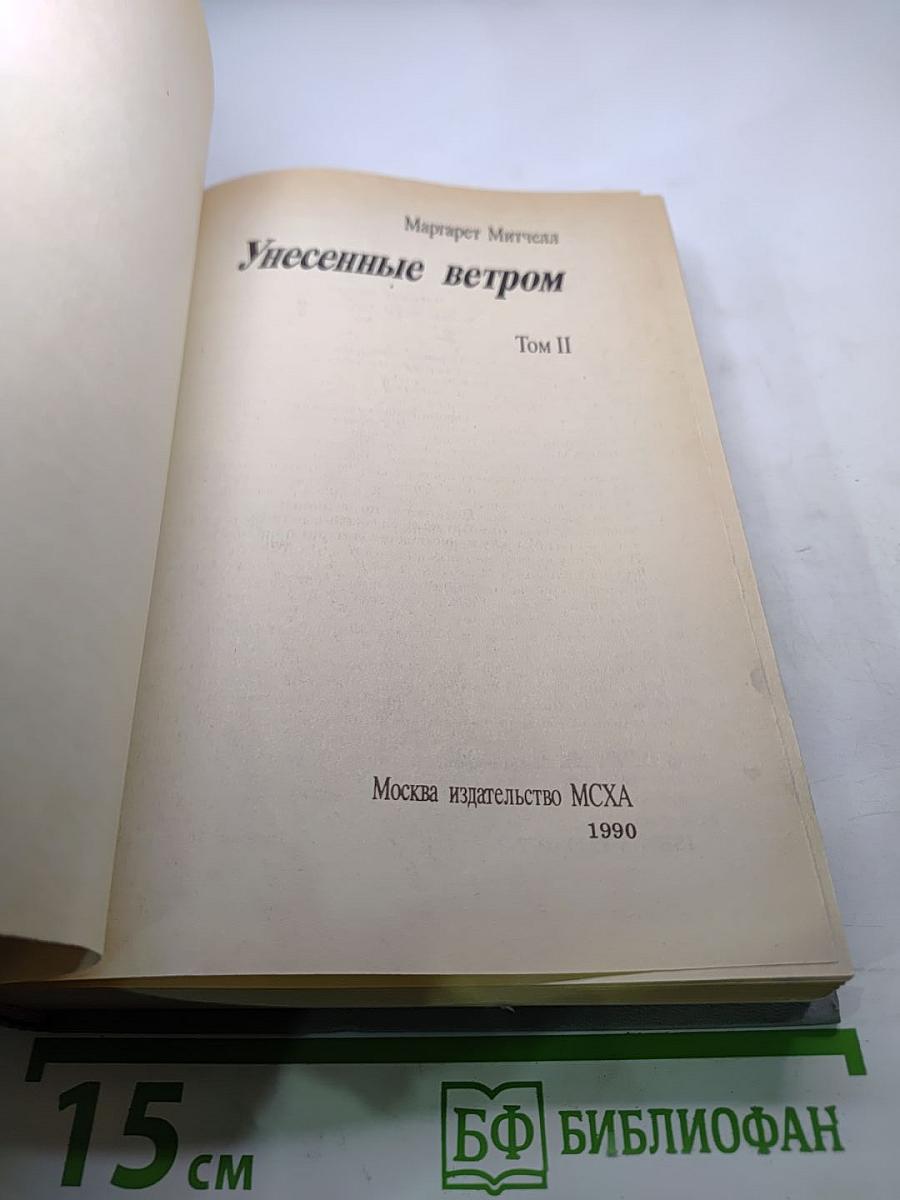 Маргарет Митчелл
Унесенные ветром
Том II
Москва издательство МСХА
1990
15 см
БФ БИБЛИОФАН